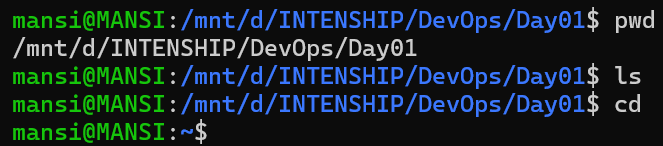 mansi@MANSI:/mnt/d/INTENSHIP/DevOps/Day01$ pwd
/mnt/d/INTENSHIP/DevOps/Day01
mansi@MANSI:/mnt/d/INTENSHIP/DevOps/Day01$ ls
mansi@MANSI:/mnt/d/INTENSHIP/DevOps/Day01$ cd
mansi@MANSI:~$